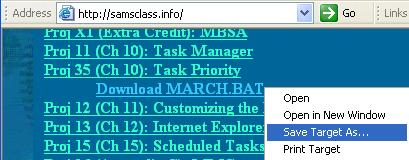 Address http://samsclass.info/ Go Links
Proj X1 (Extra Credit): MBSA
Proj 11 (Ch 10): Task Manager
Proj 35 (Ch 10): Task Priority
Download MARCH.BAT
Proj 12 (Ch 11): Customizing the
Proj 13 (Ch 12): Internet Explorer
Proj 15 (Ch 15): Scheduled Tasks
Open
Open in New Window
Save Target As...
Print Target